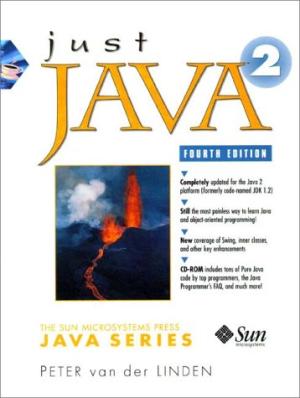 just
JAVA 2
FOURTH EDITION
Completely updated for the Java 2
platform (formerly code-named JDK 1.2)
Still the most painless way to learn Java
and object-oriented programming!
New coverage of Swing, inner classes,
and other key enhancements
CD-ROM includes tons of Pure Java
code by top programmers, the Java
Programmer's FAQ, and much more!
THE SUN MICROSYSTEMS PRESS
JAVA SERIES
Sun
microsystems
PETER van der LINDEN